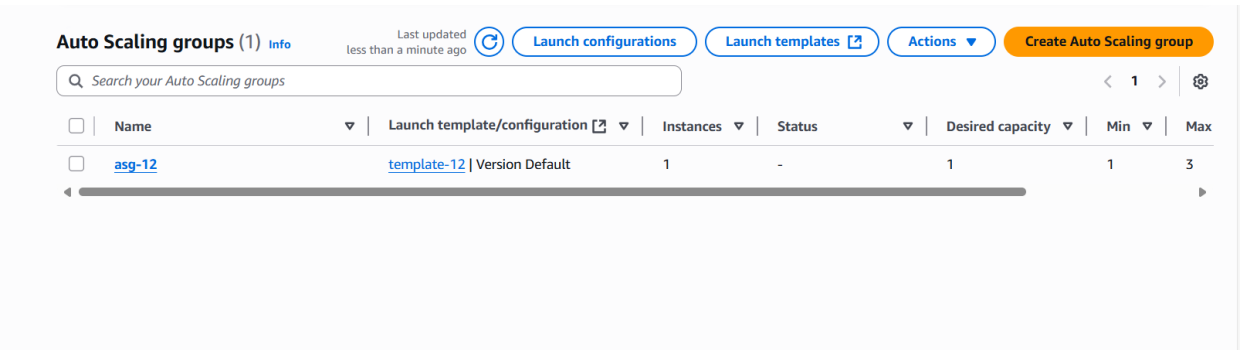 Auto Scaling groups (1) Info
Last updated
less than a minute ago
Launch configurations
Launch templates
Actions
Create Auto Scaling group
Search your Auto Scaling groups
1
Name Launch template/configuration Instances Status Desired capacity Min Max
asg-12 template-12 | Version Default 1 - 1 1 3